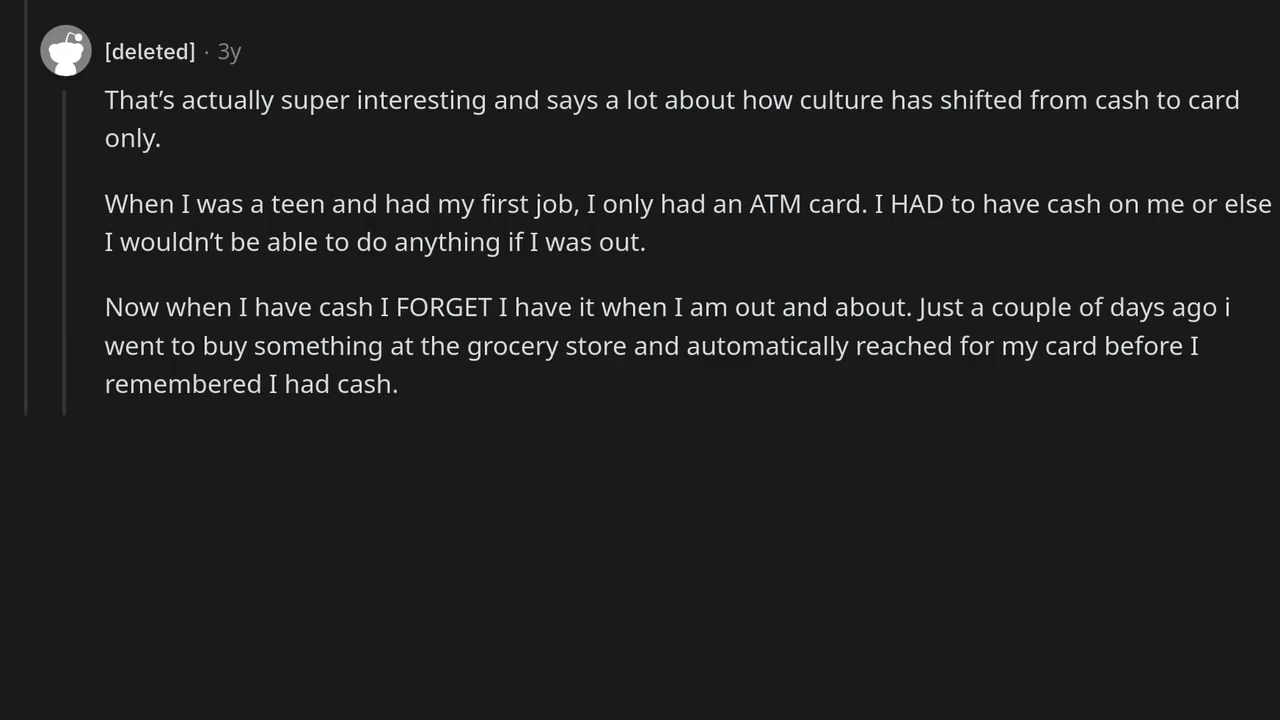 [deleted] · 3y
That’s actually super interesting and says a lot about how culture has shifted from cash to card
only.
When I was a teen and had my first job, I only had an ATM card. I HAD to have cash on me or else
I wouldn’t be able to do anything if I was out.
Now when I have cash I FORGET I have it when I am out and about. Just a couple of days ago i
went to buy something at the grocery store and automatically reached for my card before I
remembered I had cash.